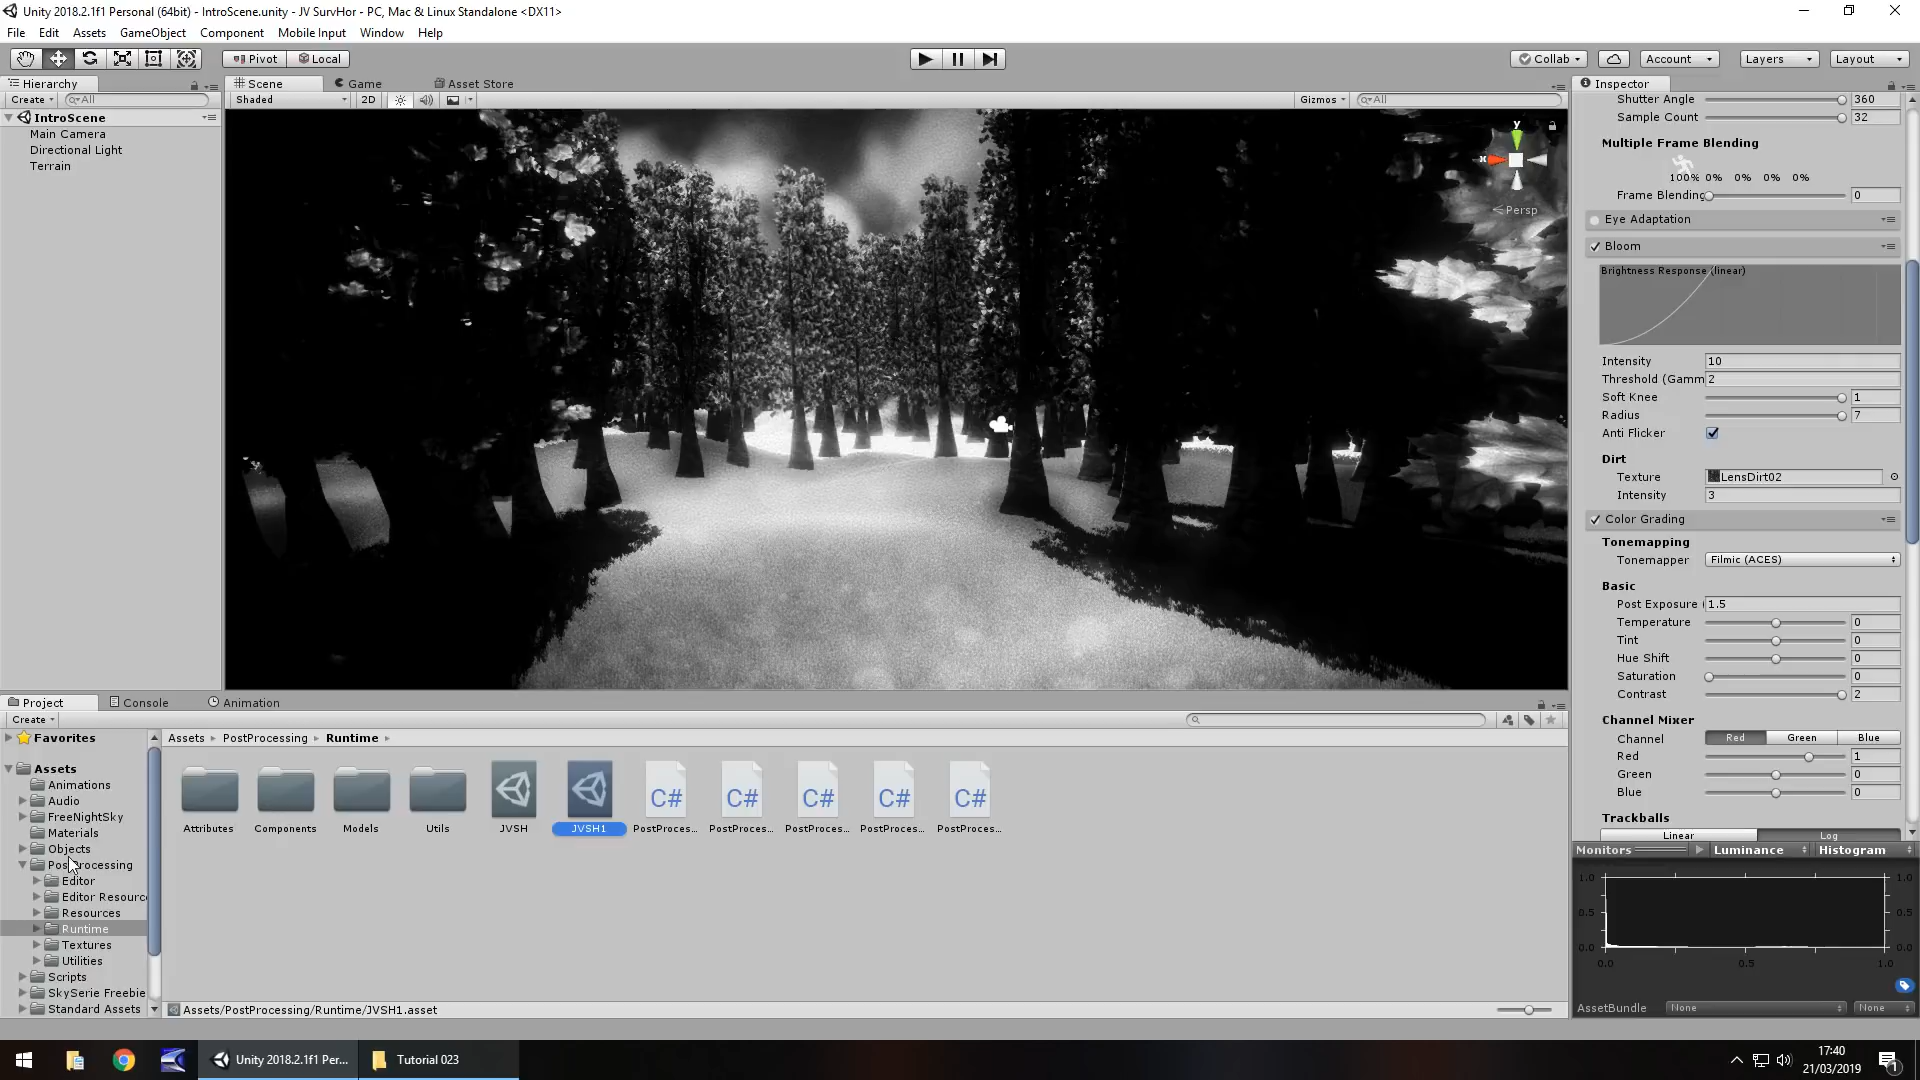 Unity 2018.2.1f1 Personal (64bit) - IntroScene.unity - JV SurvHor - PC, Mac & Linux Standalone <DX11>
File Edit Assets GameObject Component Mobile Input Window Help
Pivot Local Collab Account Layers Layout
Hierarchy
Create All
IntroScene
Main Camera
Directional Light
Terrain
Scene Game Asset Store
Shaded 2D Gizmos All
y
x
Persp
Inspector
Shutter Angle 360
Sample Count 32
Multiple Frame Blending
100% 0% 0% 0% 0%
Frame Blending 0
Eye Adaptation
Bloom
Brightness Response (linear)
Intensity 10
Threshold (Gamm 2
Soft Knee 1
Radius 7
Anti Flicker
Dirt
Texture LensDirt02
Intensity 3
Color Grading
Tonemapping
Tonemapper Filmic (ACES)
Basic
Post Exposure ( 1.5
Temperature 0
Tint 0
Hue Shift 0
Saturation 0
Contrast 2
Channel Mixer
Channel Red Green Blue
Red 1
Green 0
Blue 0
Trackballs
Linear Log
Monitors Luminance Histogram
1.0 1.0
0.5 0.5
0.0 0.0
0.0 0.5 1.0
AssetBundle None None
Project Console Animation
Create
Favorites
Assets
Animations
Audio
FreeNightSky
Materials
Objects
PostProcessing
Editor
Editor Resourc
Resources
Runtime
Textures
Utilities
Scripts
SkySerie Freebie
Standard Assets
Assets PostProcessing Runtime
C# C# C# C# C#
Attributes Components Models Utils JVSH JVSH1 PostProces... PostProces... PostProces... PostProces... PostProces...
Assets/PostProcessing/Runtime/JVSH1.asset
Unity 2018.2.1f1 Per... Tutorial 023
17:40
21/03/2019
1